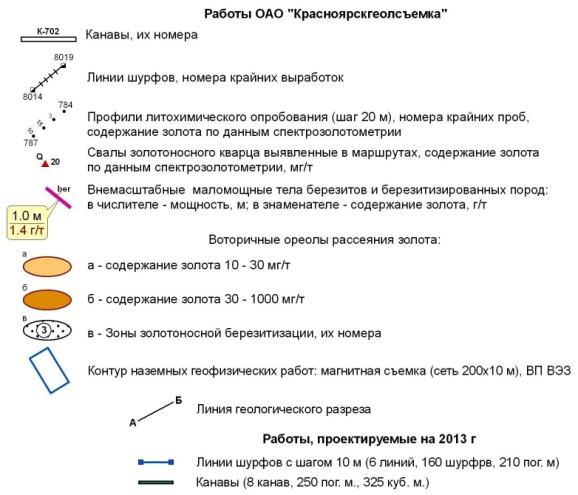 Работы ОАО "Красноярскгеолсъемка"
К-702
Канавы, их номера
8019
Линии шурфов, номера крайних выработок
8014
784
Профили литохимического опробования (шаг 20 м), номера крайних проб,
787
содержание золота по данным спектрозолотометрии
Q
20
Свалы золотоносного кварца выявленные в маршрутах, содержание золота
по данным спектрозолотометрии, мг/т
ber
Внемасштабные маломощные тела березитов и березитизированных пород:
в числителе - мощность, м; в знаменателе - содержание золота, г/т
1.0 м
1.4 г/т
Воторичные ореолы рассеяния золота:
а
а - содержание золота 10 - 30 мг/т
б
б - содержание золота 30 - 1000 мг/т
в
3
в - Зоны золотоносной березитизации, их номера
Контур наземных геофизических работ: магнитная съемка (сеть 200х10 м), ВП ВЭЗ
Б
А
Линия геологического разреза
Работы, проектируемые на 2013 г
Линии шурфов с шагом 10 м (6 линий, 160 шурфрв, 210 пог. м)
Канавы (8 канав, 250 пог. м., 325 куб. м.)